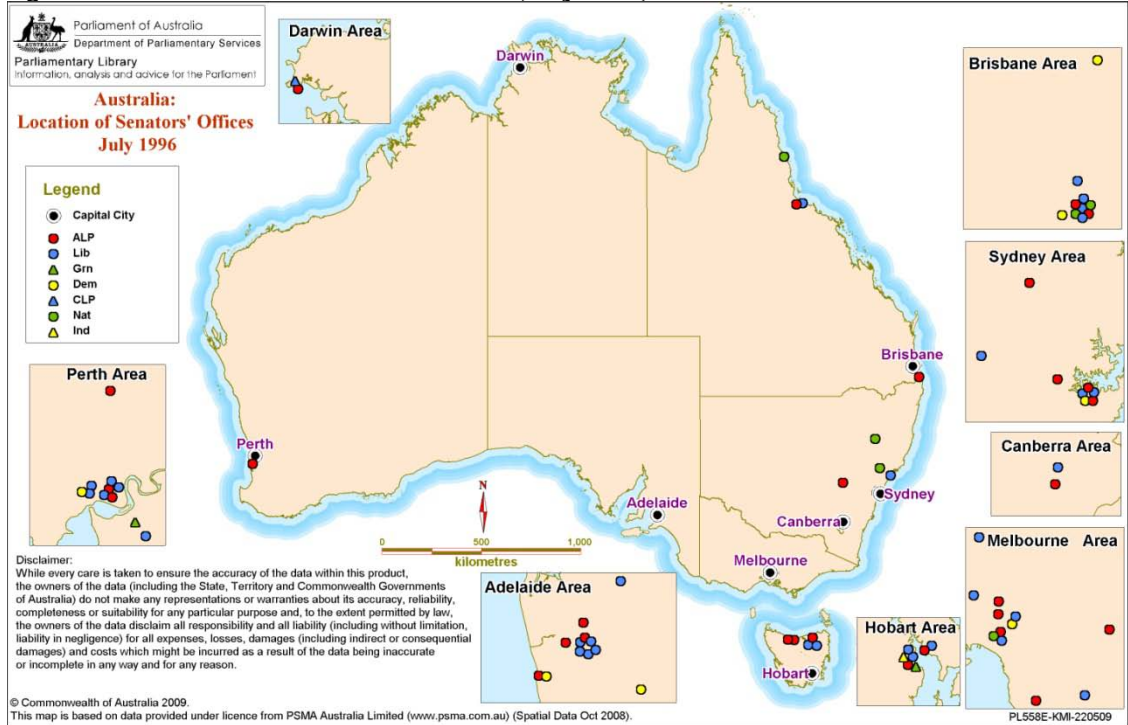 Parliament of Australia
Department of Parliamentary Services
AUSTRALIA
Parliamentary Library
Information, analysis and advice for the Parliament
Australia:
Location of Senators' Offices
July 1996
Legend
Capital City
ALP
Lib
Grn
Dem
CLP
Nat
Ind
Darwin Area
Darwin
Brisbane Area
Sydney Area
Brisbane
Perth Area
Perth
Canberra Area
Adelaide
Sydney
Canberra
N
0 500 1,000
kilometres
Melbourne
Melbourne Area
Adelaide Area
Hobart Area
Hobart
Disclaimer:
While every care is taken to ensure the accuracy of the data within this product,
the owners of the data (including the State, Territory and Commonwealth Governments
of Australia) do not make any representations or warranties about its accuracy, reliability,
completeness or suitability for any particular purpose and, to the extent permitted by law,
the owners of the data disclaim all responsibility and all liability (including without limitation,
liability in negligence) for all expenses, losses, damages (including indirect or consequential
damages) and costs which might be incurred as a result of the data being inaccurate
or incomplete in any way and for any reason.
© Commonwealth of Australia 2009.
This map is based on data provided under licence from PSMA Australia Limited (www.psma.com.au) (Spatial Data Oct 2008).
PL558E-KMI-220509